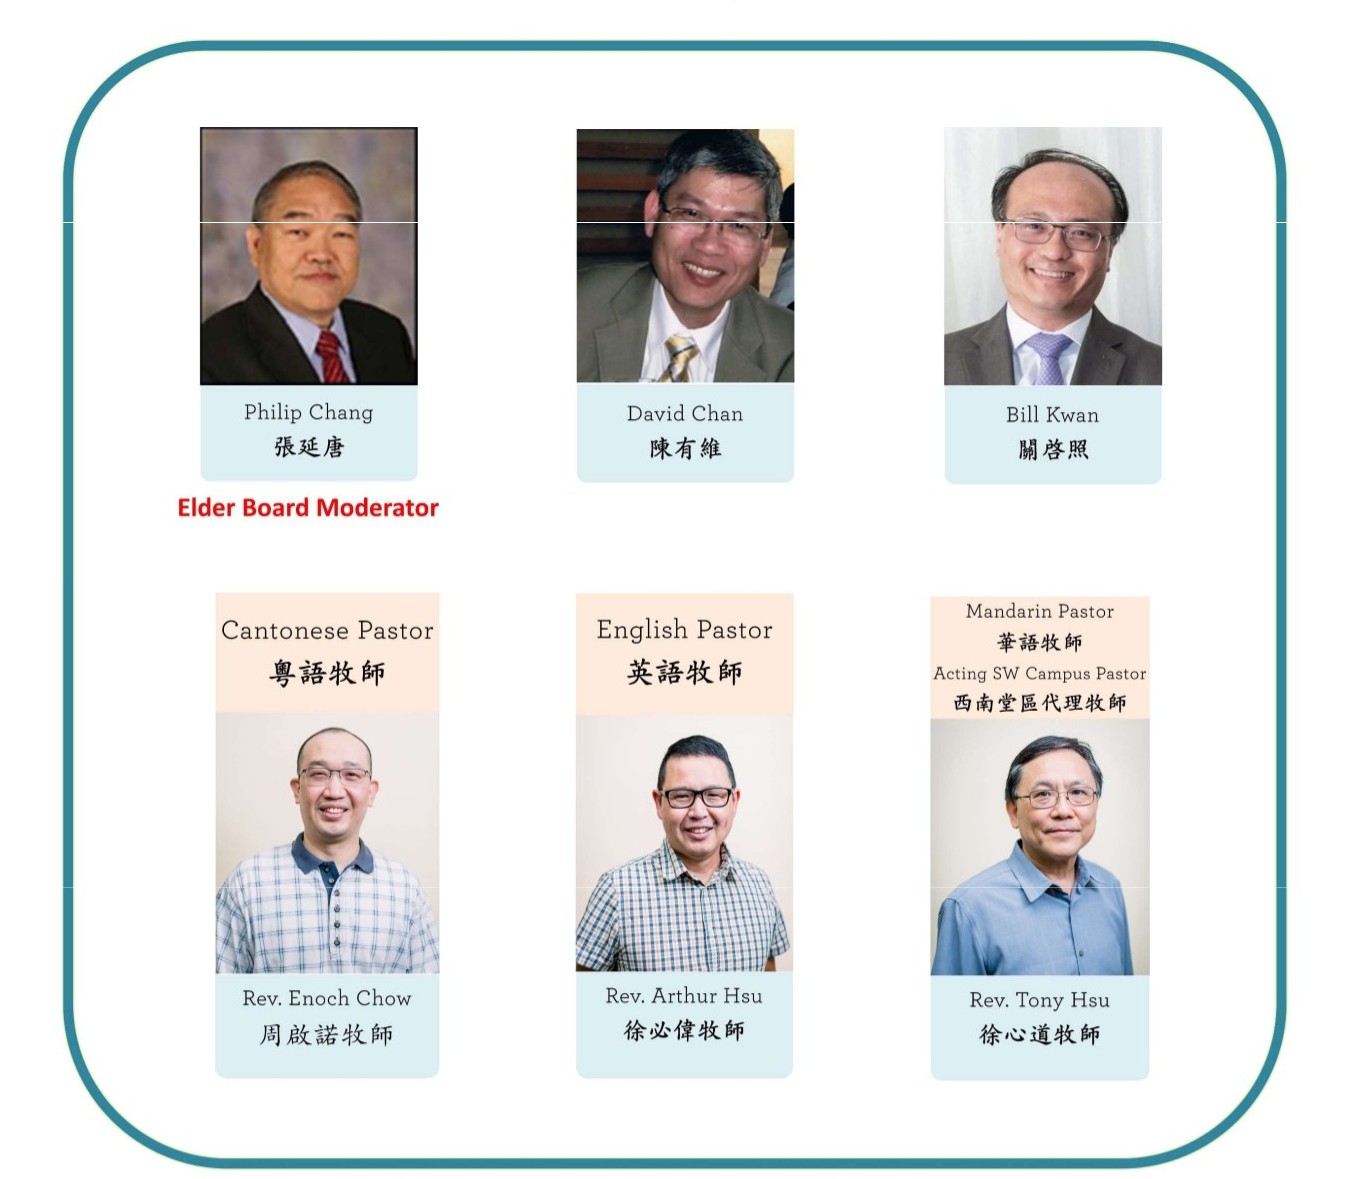 Philip Chang
張延唐
Elder Board Moderator
David Chan
陳有維
Bill Kwan
關啓照
Cantonese Pastor
粵語牧師
Rev. Enoch Chow
周啟諾牧師
English Pastor
英語牧師
Rev. Arthur Hsu
徐必偉牧師
Mandarin Pastor
華語牧師
Acting SW Campus Pastor
西南堂區代理牧師
Rev. Tony Hsu
徐心道牧師